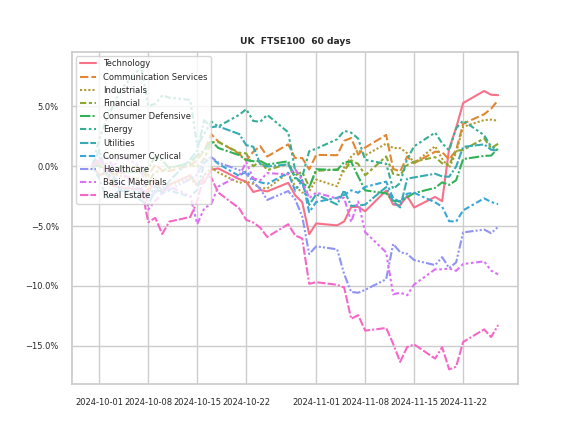 UK  FTSE100  60 days
Technology
Communication Services
Industrials
Financial
Consumer Defensive
Energy
Utilities
Consumer Cyclical
Healthcare
Basic Materials
Real Estate
5.0%
0.0%
−5.0%
−10.0%
−15.0%
2024-10-01 2024-10-08 2024-10-15 2024-10-22 2024-11-01 2024-11-08 2024-11-15 2024-11-22